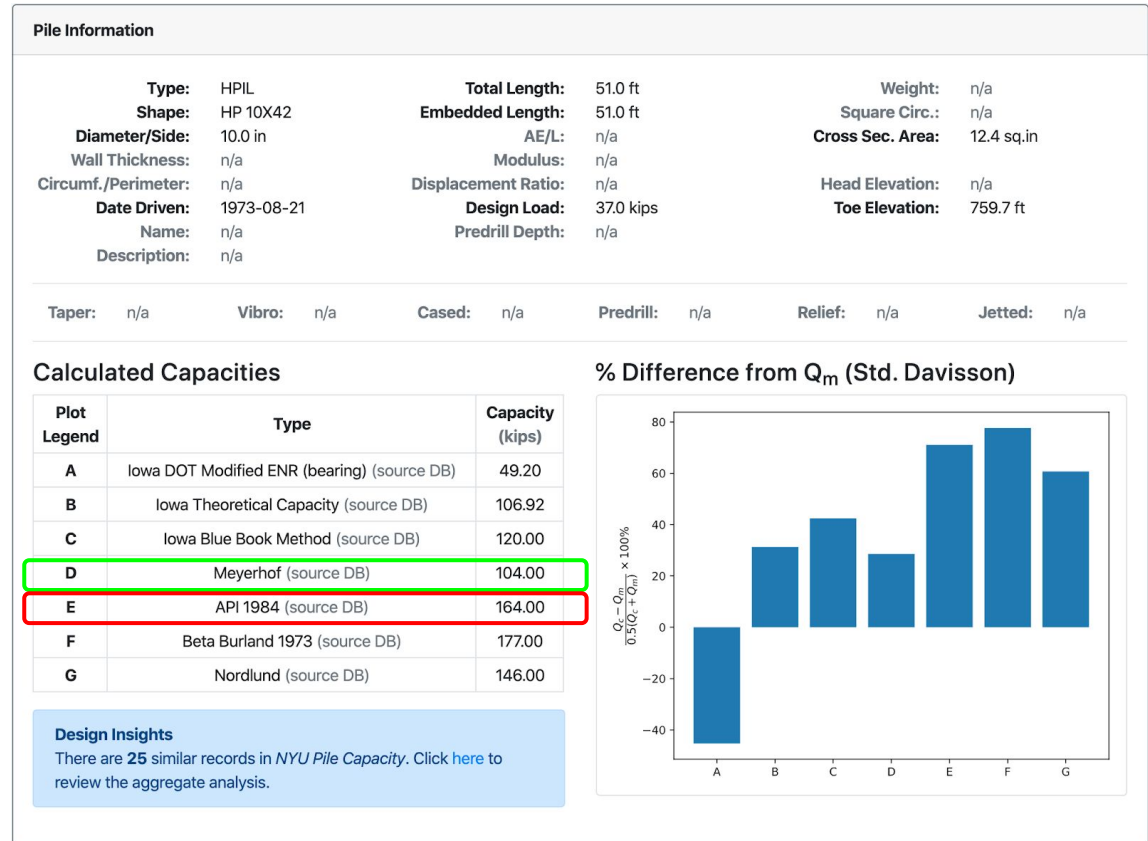 Pile Information
Type: HPIL Total Length: 51.0 ft Weight: n/a
Shape: HP 10X42 Embedded Length: 51.0 ft Square Circ.: n/a
Diameter/Side: 10.0 in AE/L: n/a Cross Sec. Area: 12.4 sq.in
Wall Thickness: n/a Modulus: n/a
Circumf./Perimeter: n/a Displacement Ratio: n/a Head Elevation: n/a
Date Driven: 1973-08-21 Design Load: 37.0 kips Toe Elevation: 759.7 ft
Name: n/a Predrill Depth: n/a
Description: n/a
Taper: n/a Vibro: n/a Cased: n/a Predrill: n/a Relief: n/a Jetted: n/a
Calculated Capacities
Plot Legend Type Capacity (kips)
A Iowa DOT Modified ENR (bearing) (source DB) 49.20
B Iowa Theoretical Capacity (source DB) 106.92
C Iowa Blue Book Method (source DB) 120.00
D Meyerhof (source DB) 104.00
E API 1984 (source DB) 164.00
F Beta Burland 1973 (source DB) 177.00
G Nordlund (source DB) 146.00
Design Insights
There are 25 similar records in NYU Pile Capacity. Click here to
review the aggregate analysis.
% Difference from Qm (Std. Davisson)
80
60
40
20
0
−20
−40
Qc − Qm / 0.5(Qc + Qm) × 100%
A B C D E F G